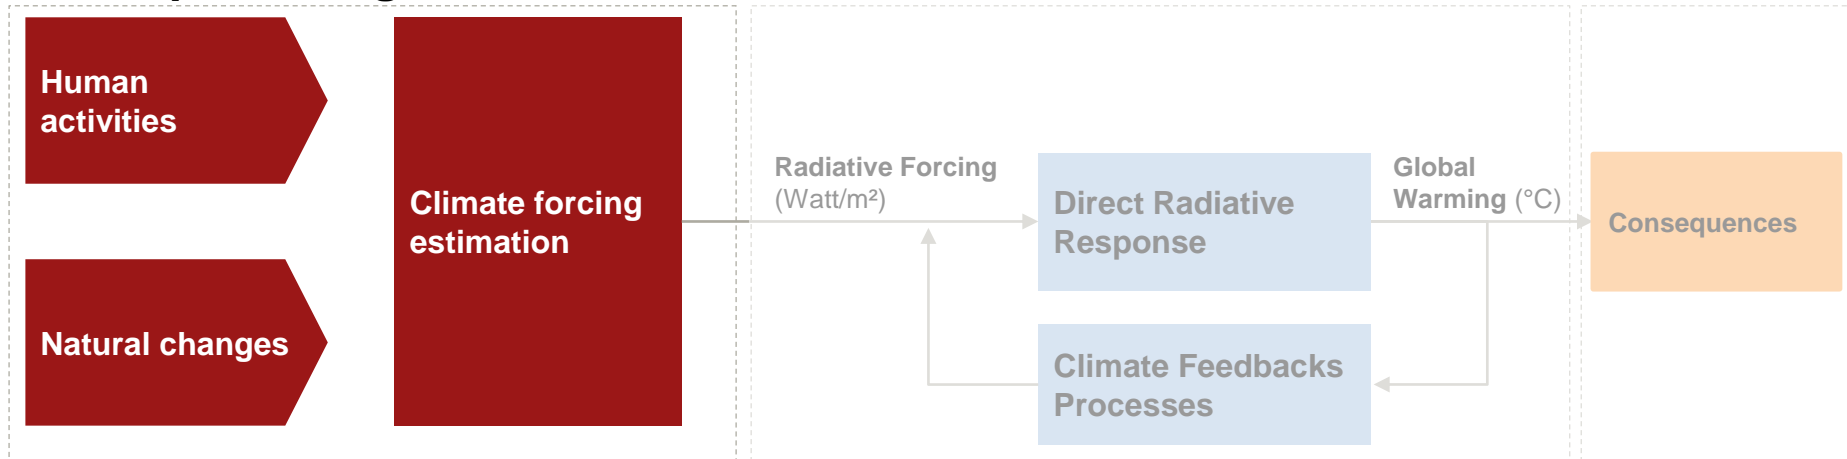 Human
activities
Climate forcing
estimation
Natural changes
Radiative Forcing
(Watt/m²)
Direct Radiative
Response
Global
Warming (°C)
Consequences
Climate Feedbacks
Processes